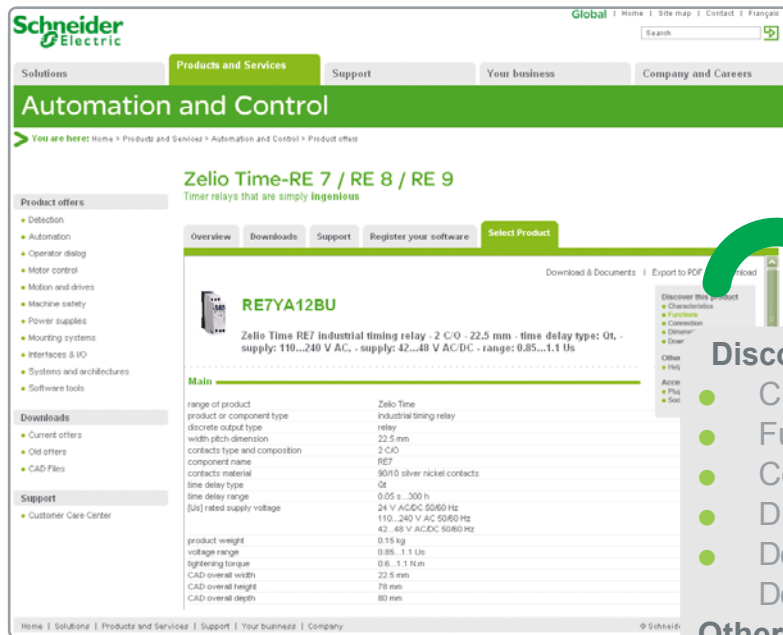 Global | Home | Site map | Contact | Français
Schneider
Electric
Search
Solutions
Products and Services
Support
Your business
Company and Careers
Automation and Control
You are here: Home > Products and Services > Automation and Control > Product offers
Zelio Time-RE 7 / RE 8 / RE 9
Timer relays that are simply ingenious
Product offers
Detection
Automation
Operator dialog
Motor control
Motion and drives
Machine safety
Power supplies
Mounting systems
Interfaces & I/O
Systems and architectures
Software tools
Downloads
Current offers
Old offers
CAD Files
Support
Customer Care Center
Overview
Downloads
Support
Register your software
Select Product
Download & Documents | Export to PDF
RE7YA12BU
Zelio Time RE7 industrial timing relay - 2 C/O - 22.5 mm - time delay type: Qt, -
supply: 110...240 V AC, - supply: 42...48 V AC/DC - range: 0.85...1.1 Us
Discover this product
Characteristics
Functions
Connection
Main
range of product Zelio Time
product or component type industrial timing relay
discrete output type relay
width pitch dimension 22.5 mm
contacts type and composition 2 C/O
component name RE7
contacts material 90/10 silver nickel contacts
time delay type Qt
time delay range 0.05 s...300 h
[Us] rated supply voltage 24 V AC/DC 50/60 Hz
110...240 V AC 50/60 Hz
42...48 V AC/DC 50/60 Hz
product weight 0.15 kg
voltage range 0.85...1.1 Us
tightening torque 0.6...1.1 N.m
CAD overall width 22.5 mm
CAD overall height 78 mm
CAD overall depth 80 mm
Disco
C
Fu
C
D
De
De
Other
Home | Solutions | Products and Services | Support | Your business | Company
© Schneid